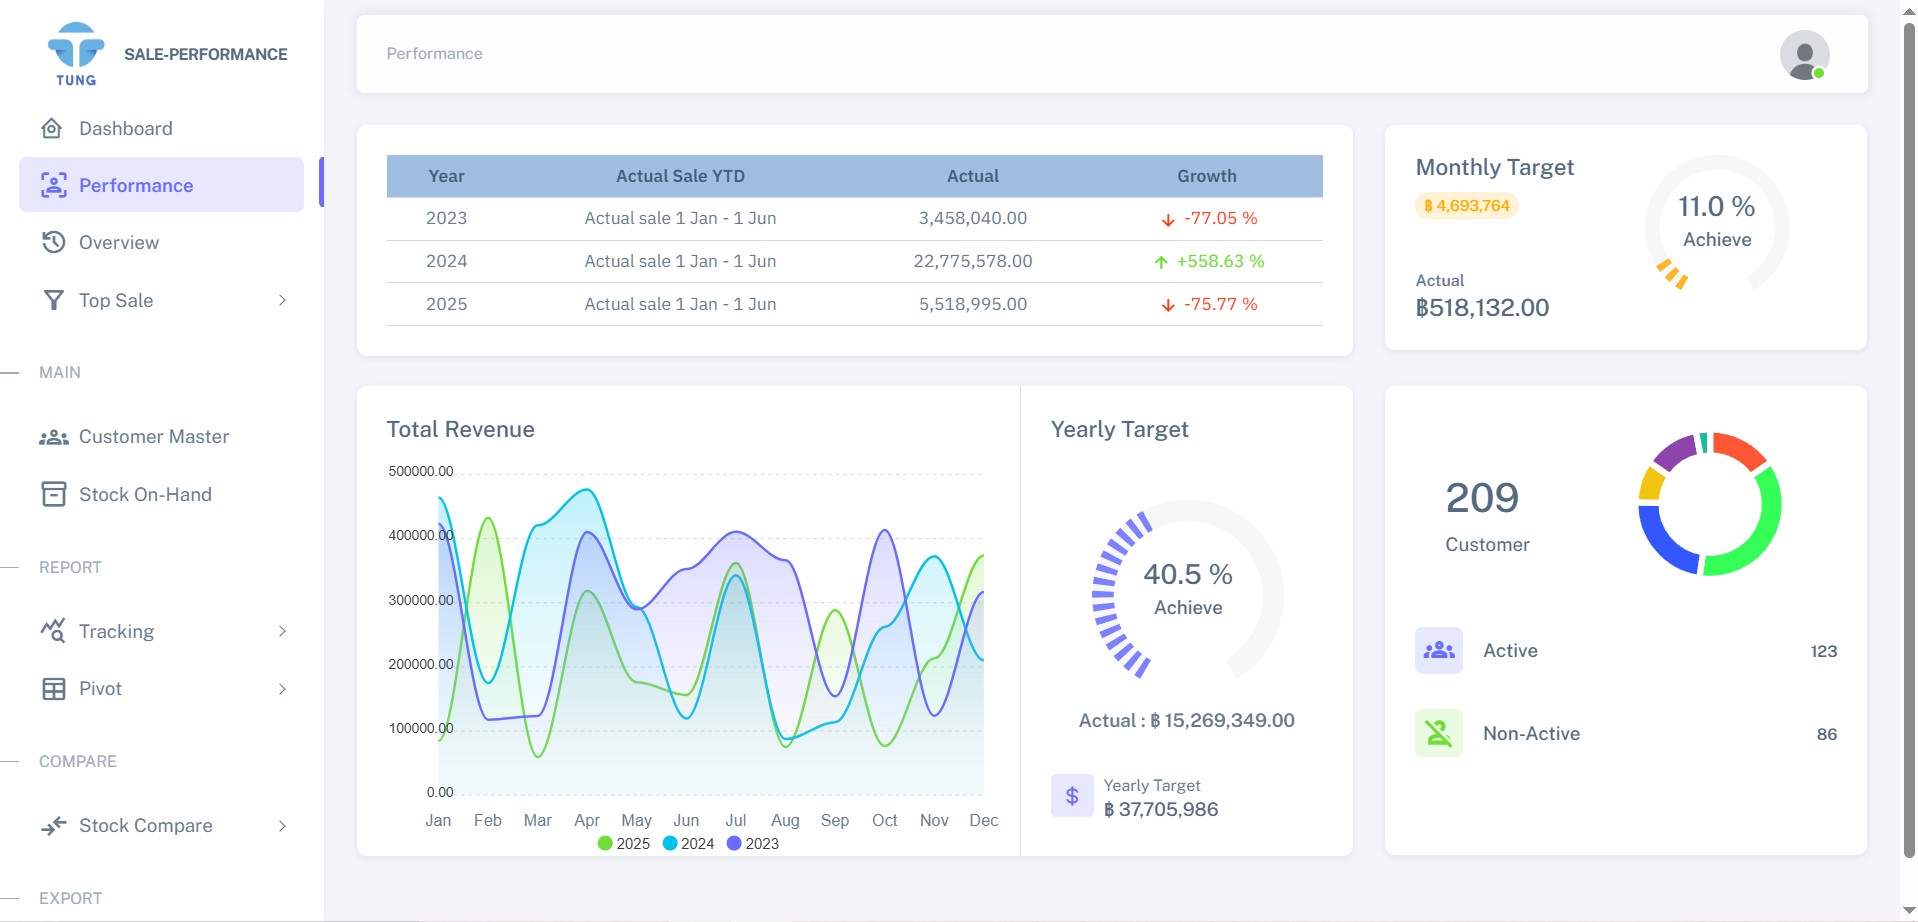 TUNG
SALE-PERFORMANCE
Dashboard
Performance
Overview
Top Sale
MAIN
Customer Master
Stock On-Hand
REPORT
Tracking
Pivot
COMPARE
Stock Compare
EXPORT
Performance
Year Actual Sale YTD Actual Growth
2023 Actual sale 1 Jan - 1 Jun 3,458,040.00 -77.05 %
2024 Actual sale 1 Jan - 1 Jun 22,775,578.00 +558.63 %
2025 Actual sale 1 Jan - 1 Jun 5,518,995.00 -75.77 %
Monthly Target
฿ 4,693,764
11.0 %
Achieve
Actual
฿518,132.00
Total Revenue
500000.00
400000.00
300000.00
200000.00
100000.00
0.00
Jan Feb Mar Apr May Jun Jul Aug Sep Oct Nov Dec
2025 2024 2023
Yearly Target
40.5 %
Achieve
Actual : ฿ 15,269,349.00
$
Yearly Target
฿ 37,705,986
209
Customer
Active 123
Non-Active 86